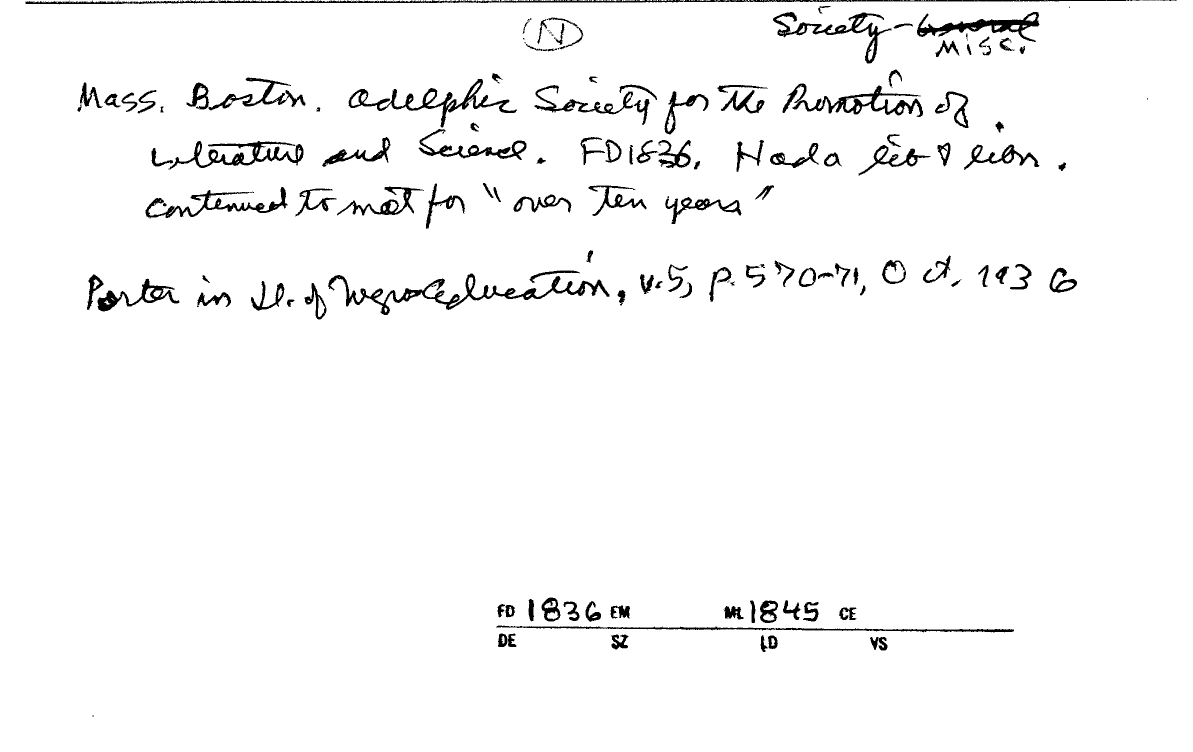 (N) Society - General
Misc.
Mass. Boston. Adelphic Society for the Promotion of
Literature and Science. FD1836. Had a lib &
continued to meet for "over ten years"
Porter in Jl. of Negro Education, v.5, p.570-71, Oct. 1936
FD 1836 EM ML 1845 CE
DE SZ LD VS